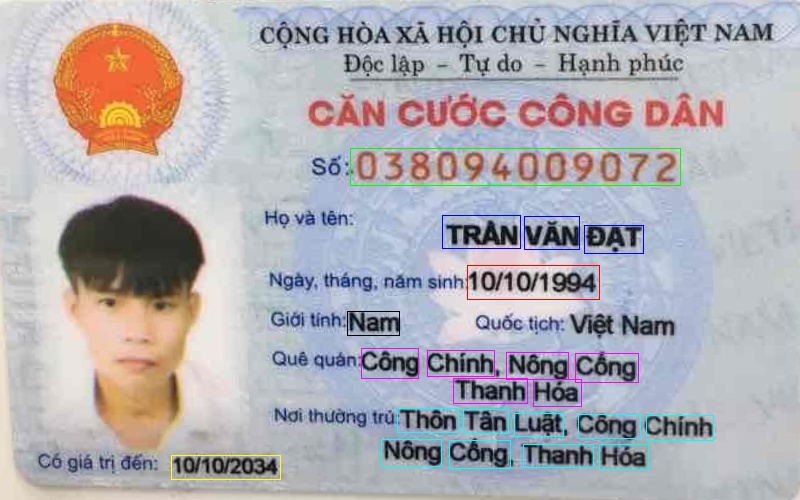 CỘNG HÒA XÃ HỘI CHỦ NGHĨA VIỆT NAM
Độc lập - Tự do - Hạnh phúc
CĂN CƯỚC CÔNG DÂN
Số: 038094009072
Họ và tên:
TRẦN VĂN ĐẠT
Ngày, tháng, năm sinh: 10/10/1994
Giới tính: Nam Quốc tịch: Việt Nam
Quê quán: Công Chính, Nông Cống
Thanh Hóa
Nơi thường trú: Thôn Tân Luật, Công Chính
Nông Cống, Thanh Hóa
Có giá trị đến: 10/10/2034